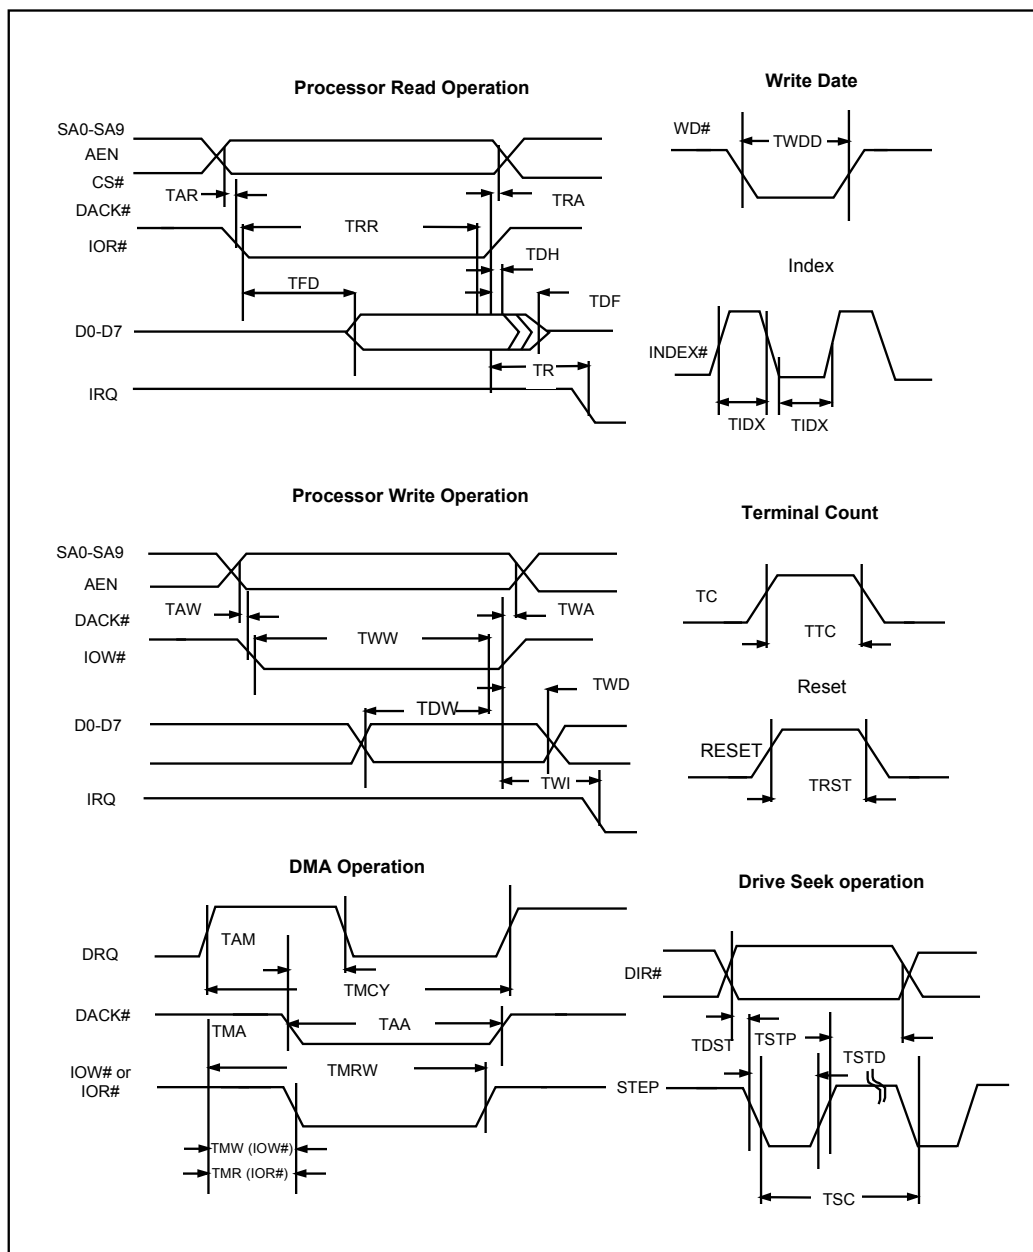 Processor Read Operation
SA0-SA9
AEN
CS#
TAR
TRA
DACK#
TRR
IOR#
TDH
TFD
TDF
D0-D7
TR
IRQ
Write Date
WD#
TWDD
Index
INDEX#
TIDX
TIDX
Processor Write Operation
SA0-SA9
AEN
TAW
TWA
DACK#
TWW
IOW#
TWD
TDW
D0-D7
TWI
IRQ
Terminal Count
TC
TTC
Reset
RESET
TRST
DMA Operation
TAM
DRQ
TMCY
DACK#
TMA
TAA
IOW# or
IOR#
TMRW
TMW (IOW#)
TMR (IOR#)
Drive Seek operation
DIR#
TDST
TSTP
TSTD
STEP
TSC